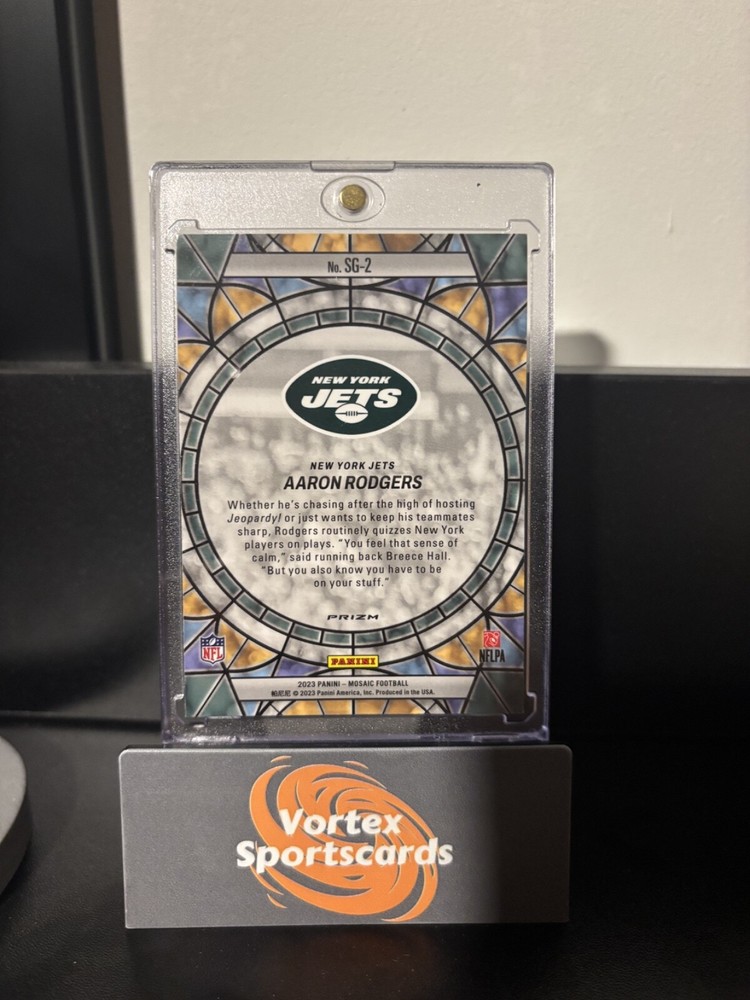 No. SG-2
NEW YORK
JETS
NEW YORK JETS
AARON RODGERS
Whether he's chasing after the high of hosting
Jeopardy! or just wants to keep his teammates
sharp, Rodgers routinely quizzes New York
players on plays. "You feel that sense of
calm," said running back Breece Hall.
"But you also know you have to be
on your stuff."
PRIZM
NFL
PANINI
NFLPA
2023 PANINI – MOSAIC FOOTBALL
帕尼尼 © 2023 Panini America, Inc. Produced in the USA.
Vortex
Sportscards